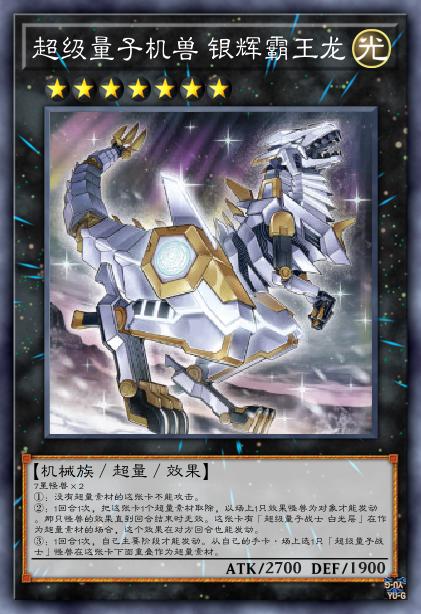 超级量子机兽 银辉霸王龙 光
【机械族／超量／效果】
7星怪兽×2
①：没有超量素材的这张卡不能攻击。
②：1回合1次，把这张卡1个超量素材取除，以场上1只效果怪兽为对象才能发动
。那只怪兽的效果直到回合结束时无效。这张卡有「超级量子战士 白光层」在作
为超量素材的场合，这个效果在对方回合也能发动。
③：1回合1次，自己主要阶段才能发动。从自己的手卡·场上选1只「超级量子战
士」怪兽在这张卡下面重叠作为超量素材。
ATK/2700 DEF/1900
YU-G